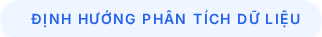 ĐỊNH HƯỚNG PHÂN TÍCH DỮ LIỆU